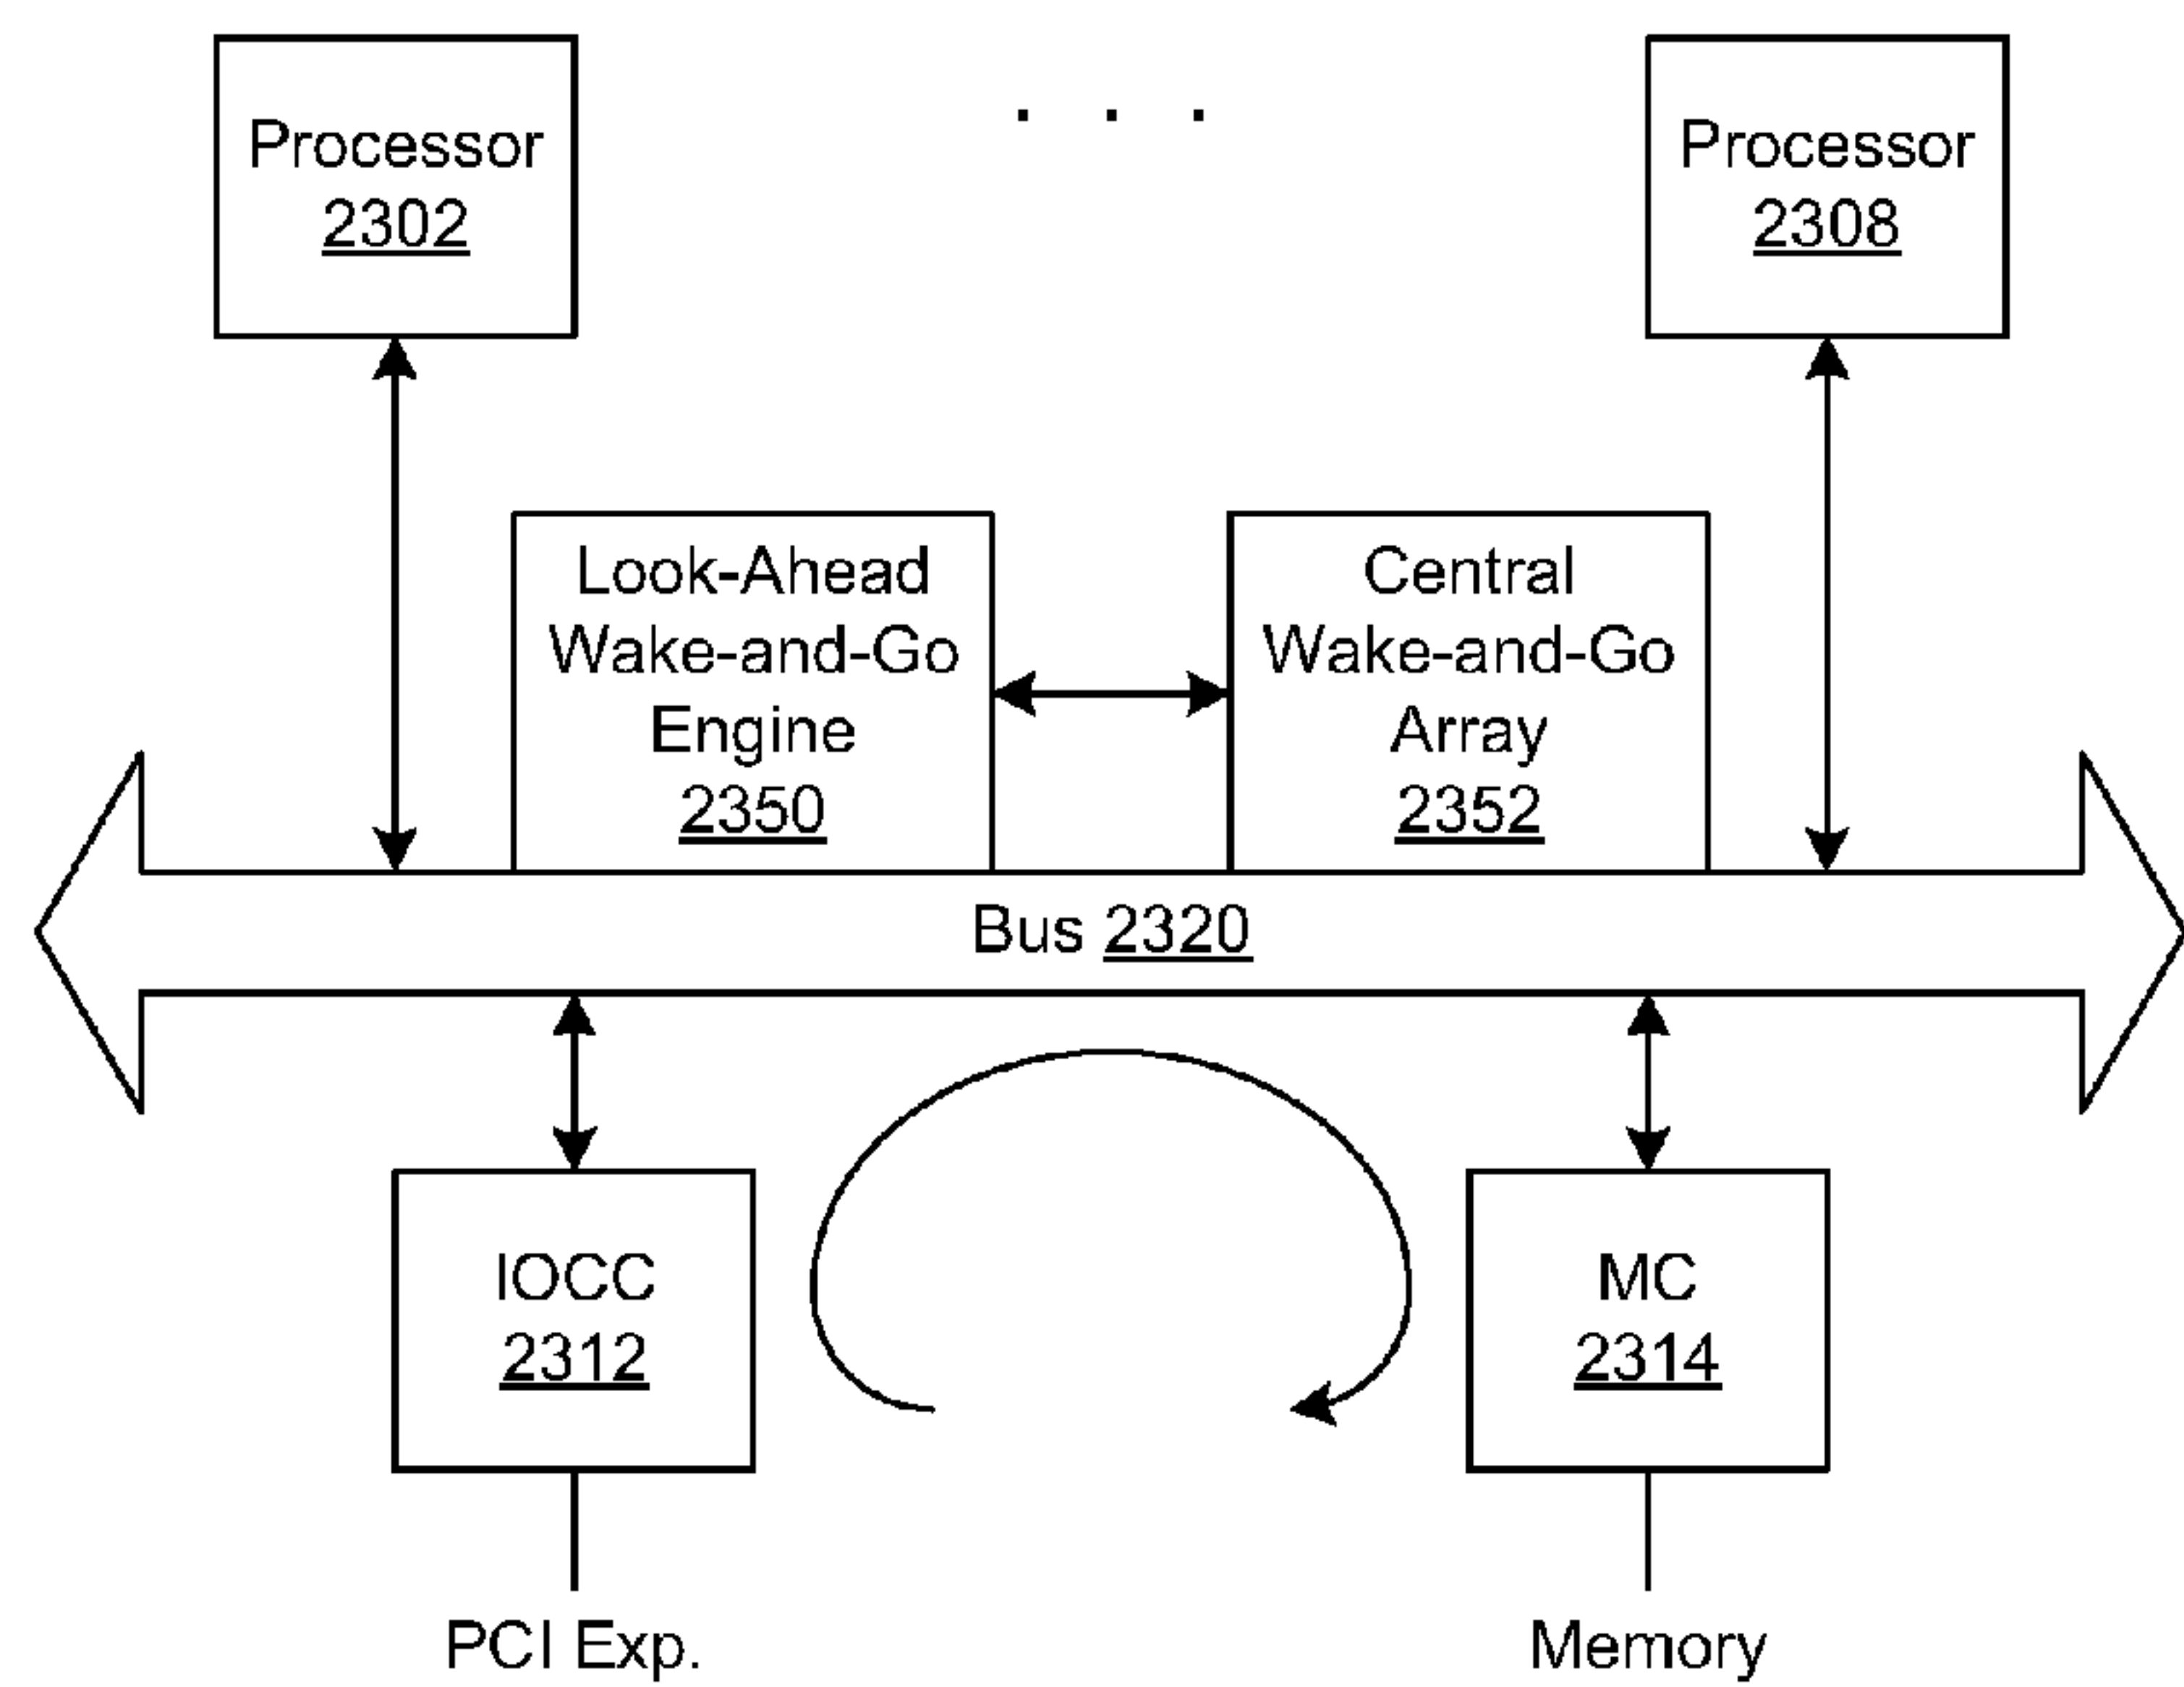 Processor
2302
. . .
Processor
2308
Look-Ahead
Wake-and-Go
Engine
2350
Central
Wake-and-Go
Array
2352
Bus 2320
IOCC
2312
MC
2314
PCI Exp.
Memory